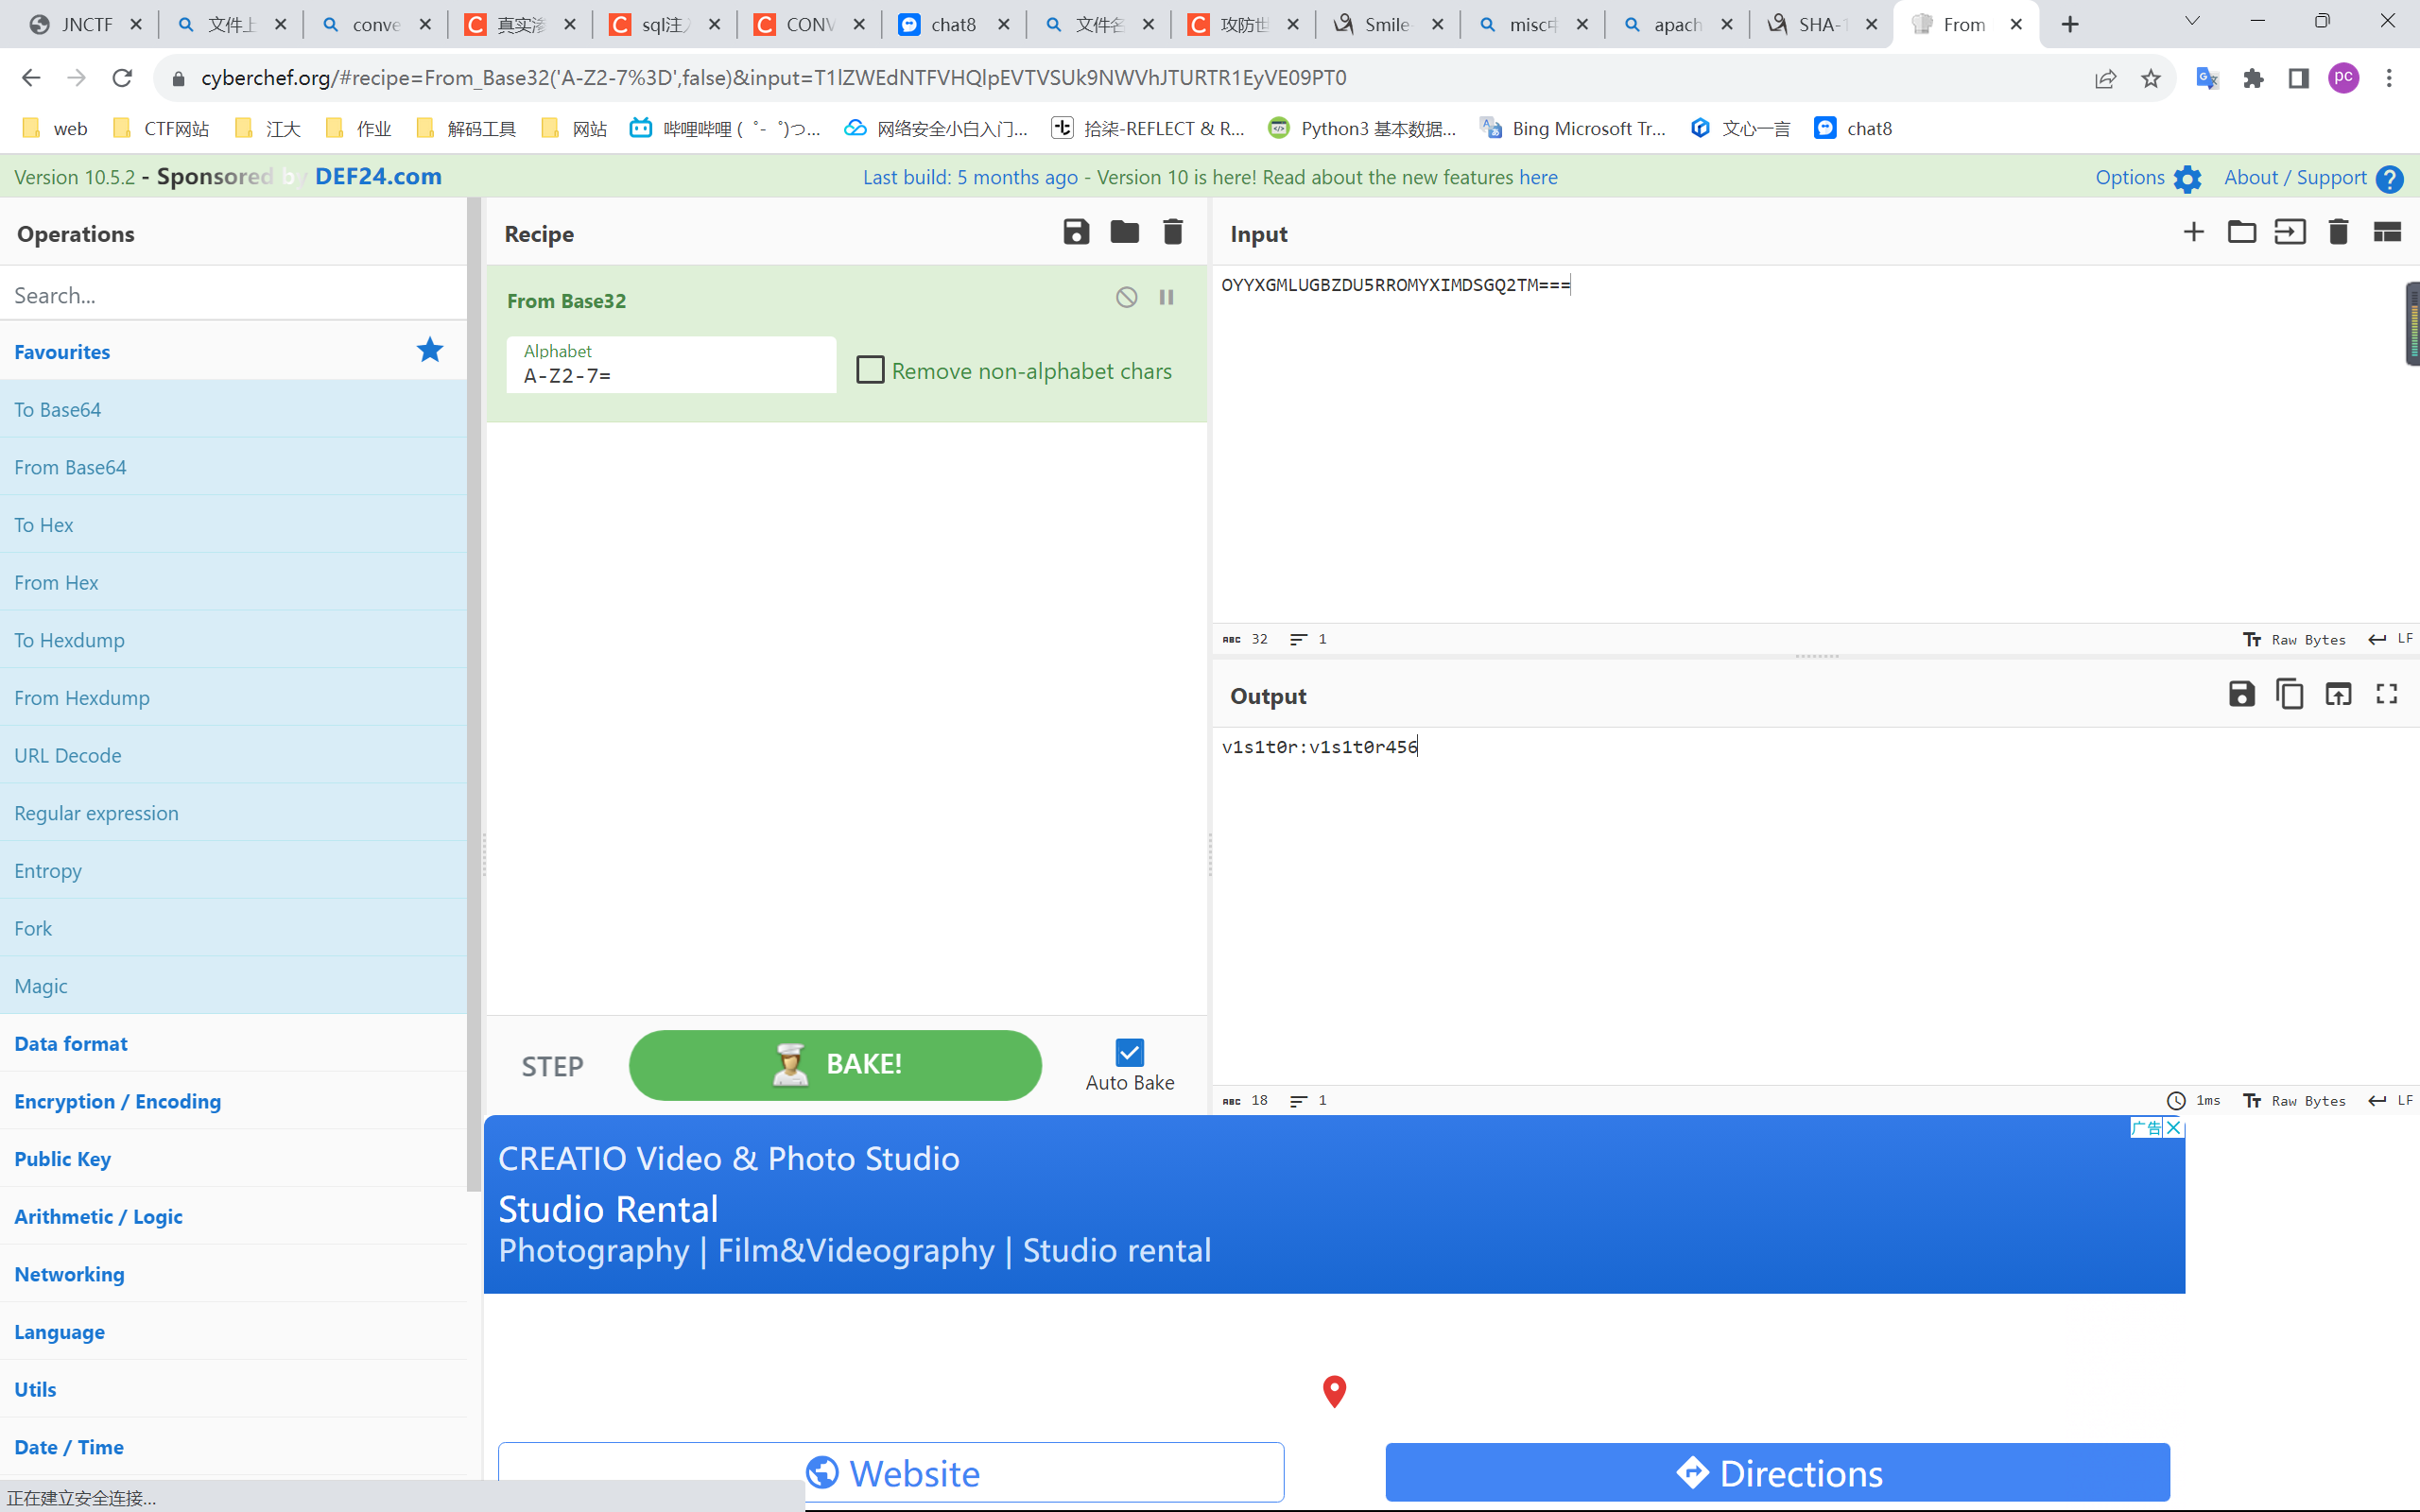 JNCTF
文件上
conve
真实渗
sql注入
CONV
chat8
文件名
攻防世
Smile-
misc中
apach
SHA-1
From
cyberchef.org/#recipe=From_Base32('A-Z2-7%3D',false)&input=T1lZWEdNTFVHQlpEVTVSUk9NWVhJTURTR1EyVE09PT0
pc
web
CTF网站
江大
作业
解码工具
网站
哔哩哔哩 ( ゜- ゜)つ...
网络安全小白入门...
拾柒-REFLECT & R...
Python3 基本数据...
Bing Microsoft Tr...
文心一言
chat8
Version 10.5.2 - Sponsored by DEF24.com
Last build: 5 months ago - Version 10 is here! Read about the new features here
Options
About / Support
Operations
Recipe
Input
Search...
From Base32
OYYXGMLUGBZDU5RROMYXIMDSGQ2TM===
Favourites
Alphabet
A-Z2-7=
Remove non-alphabet chars
To Base64
From Base64
To Hex
From Hex
To Hexdump
ABC 32 1
Raw Bytes LF
From Hexdump
Output
URL Decode
v1s1t0r:v1s1t0r456
Regular expression
Entropy
Fork
Magic
Data format
STEP
BAKE!
Auto Bake
Encryption / Encoding
ABC 18 1
1ms Raw Bytes LF
广告
CREATIO Video & Photo Studio
Public Key
Studio Rental
Arithmetic / Logic
Photography | Film&Videography | Studio rental
Networking
Language
Utils
Date / Time
Website
Directions
正在建立安全连接...